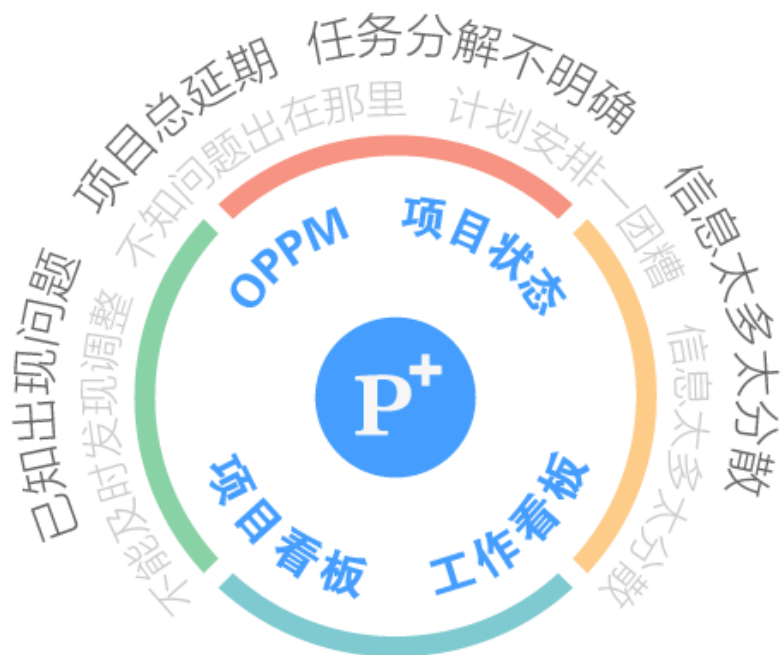 已知出现问题
项目总延期
任务分解不明确
信息太多太分散
不能及时发现调整
不知问题出在那里
计划安排一团糟
信息太多太分散
OPPM
项目状态
项目看板
工作看板
P+